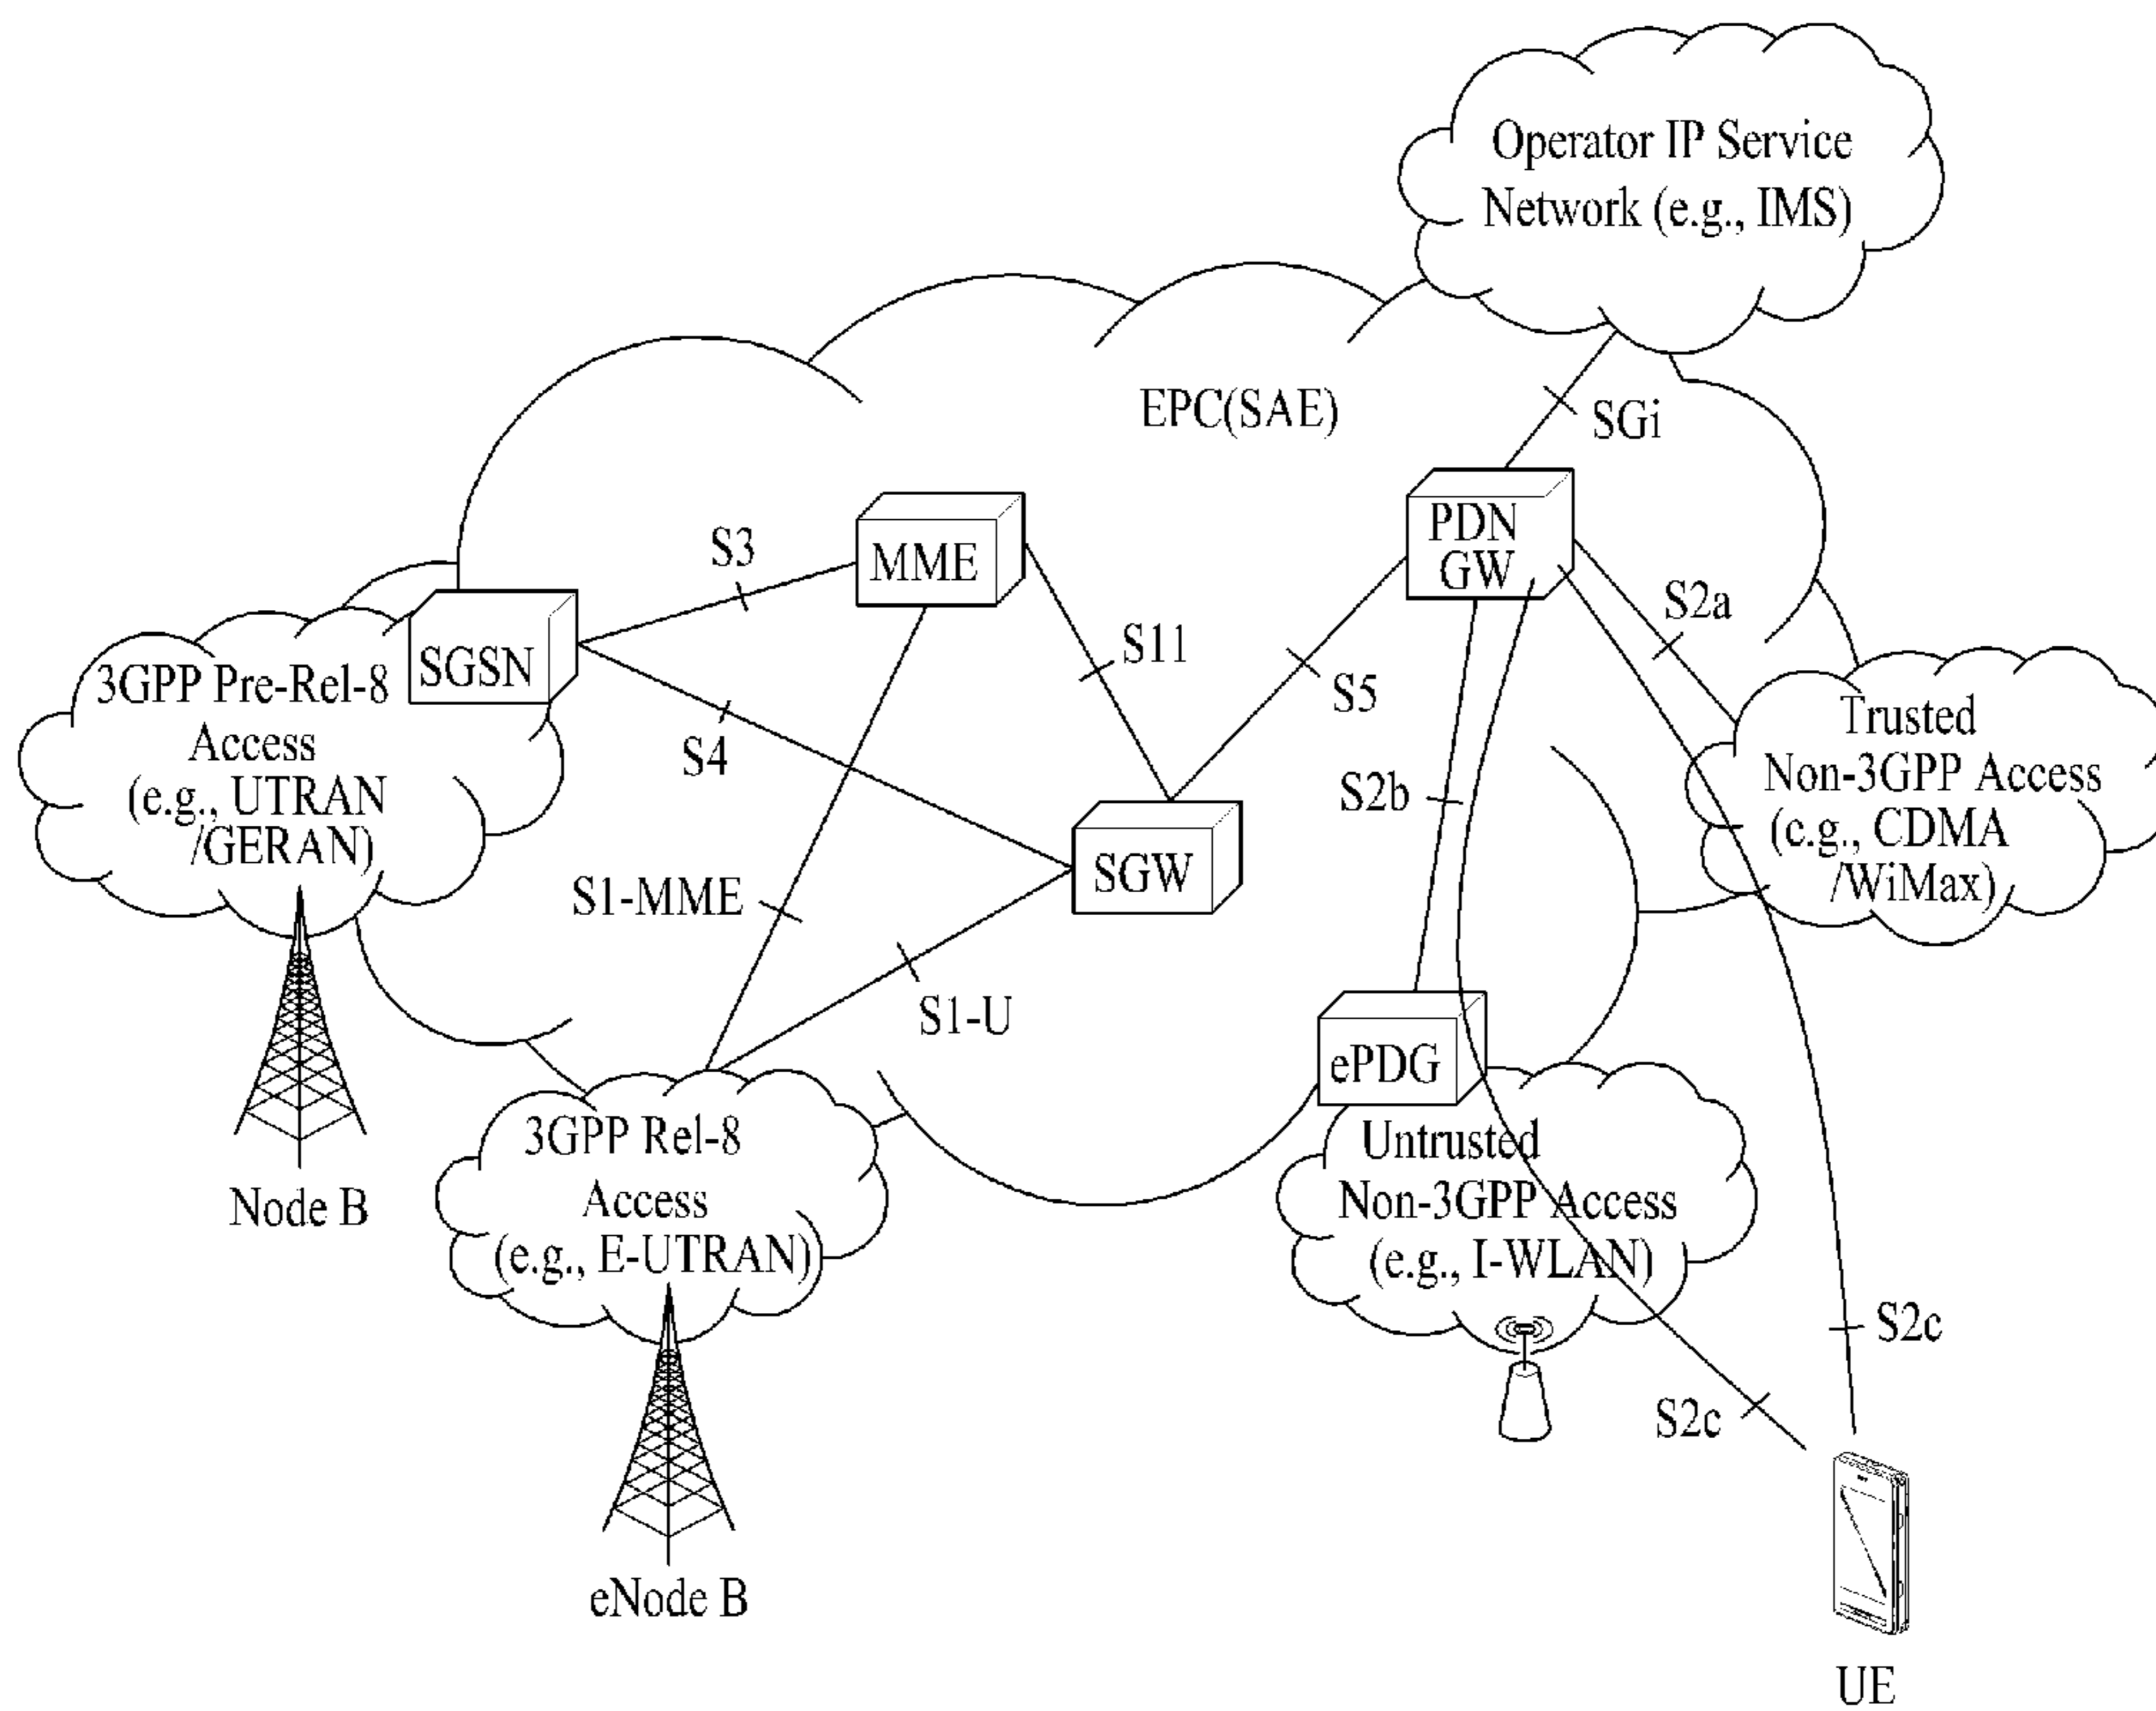 Operator IP Service
Network (e.g., IMS)
EPC(SAE)
SGi
PDN
GW
MME
S3
S2a
SGSN
S11
S5
3GPP Pre-Rel-8
Access
(e.g., UTRAN
/GERAN)
S4
S2b
Trusted
Non-3GPP Access
(c.g., CDMA
/WiMax)
SGW
S1-MME
S1-U
ePDG
Node B
3GPP Rel-8
Access
(e.g., E-UTRAN)
Untrusted
Non-3GPP Access
(e.g., I-WLAN)
S2c
S2c
eNode B
UE